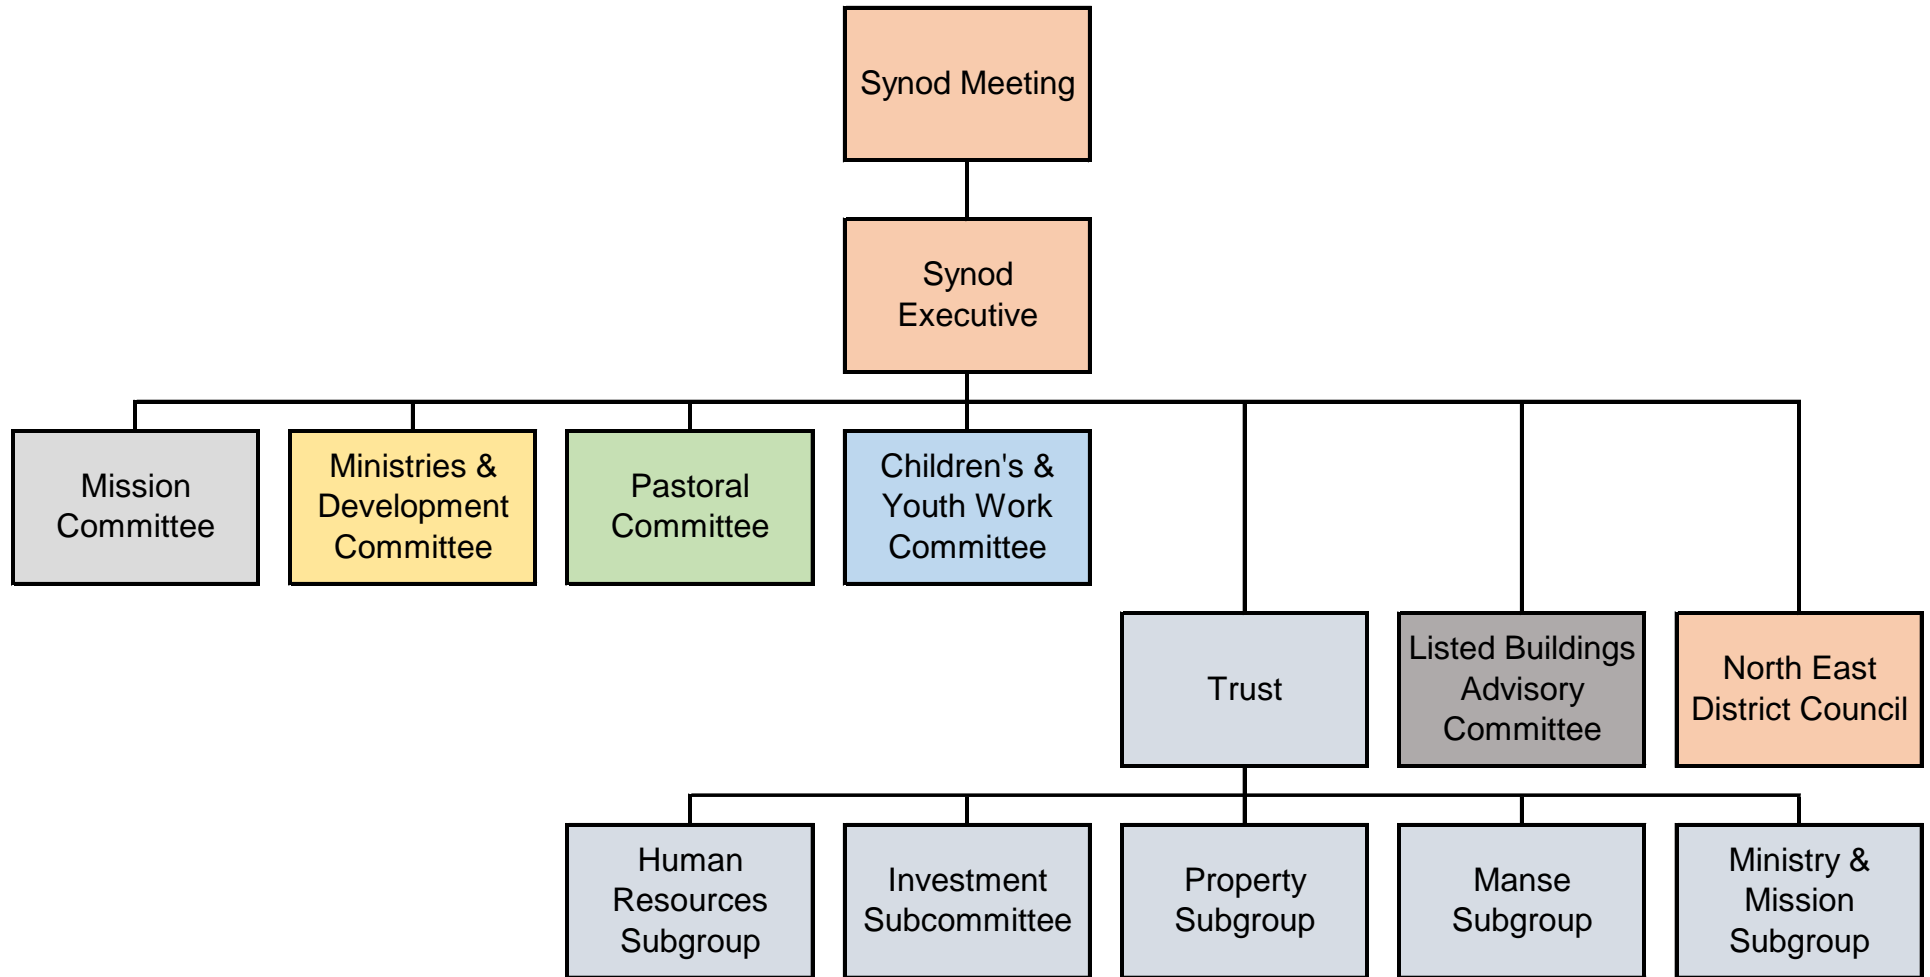 Synod Meeting
Synod
Executive
Mission
Committee
Ministries &
Development
Committee
Pastoral
Committee
Children's &
Youth Work
Committee
Trust
Listed Buildings
Advisory
Committee
North East
District Council
Human
Resources
Subgroup
Investment
Subcommittee
Property
Subgroup
Manse
Subgroup
Ministry &
Mission
Subgroup